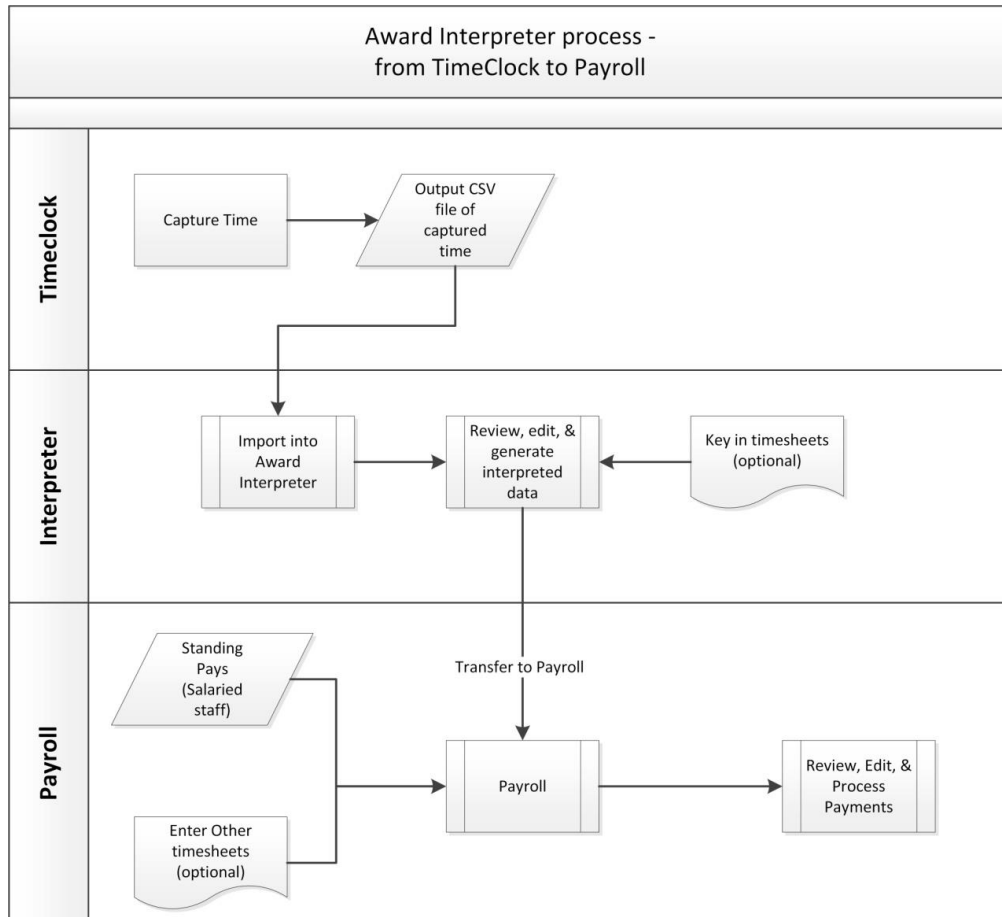 Award Interpreter process -
from TimeClock to Payroll
Timeclock
Capture Time
Output CSV
file of
captured
time
Interpreter
Import into
Award
Interpreter
Review, edit, &
generate
interpreted
data
Key in timesheets
(optional)
Payroll
Standing
Pays
(Salaried
staff)
Transfer to Payroll
Enter Other
timesheets
(optional)
Payroll
Review, Edit, &
Process
Payments